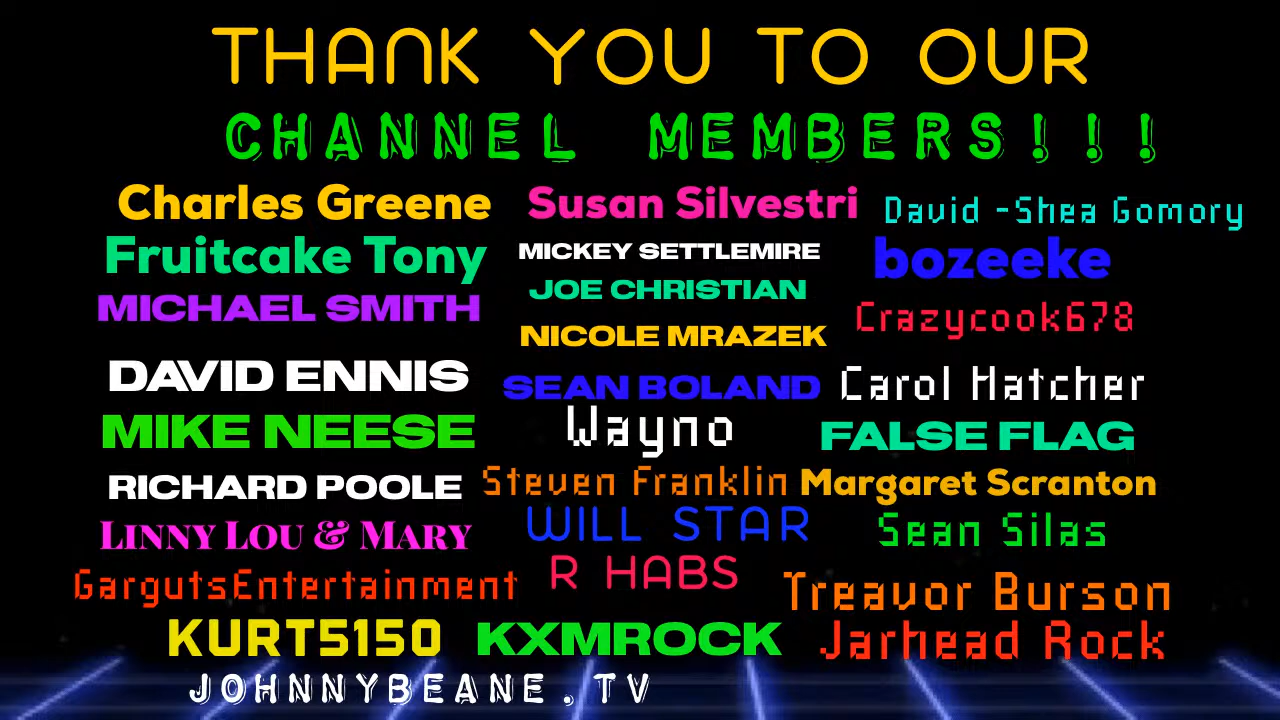 THANK YOU TO OUR
CHANNEL MEMBERS!!!
Charles Greene Susan Silvestri David -Shea Gomory
Fruitcake Tony MICKEY SETTLEMIRE bozeeke
MICHAEL SMITH JOE CHRISTIAN Crazycook678
NICOLE MRAZEK
DAVID ENNIS SEAN BOLAND Carol Hatcher
MIKE NEESE Wayno FALSE FLAG
RICHARD POOLE Steven Franklin Margaret Scranton
LINNY LOU & MARY WILL STAR Sean Silas
GargutsEntertainment R HABS Treavor Burson
KURT5150 KXMROCK Jarhead Rock
JOHNNYBEANE.TV